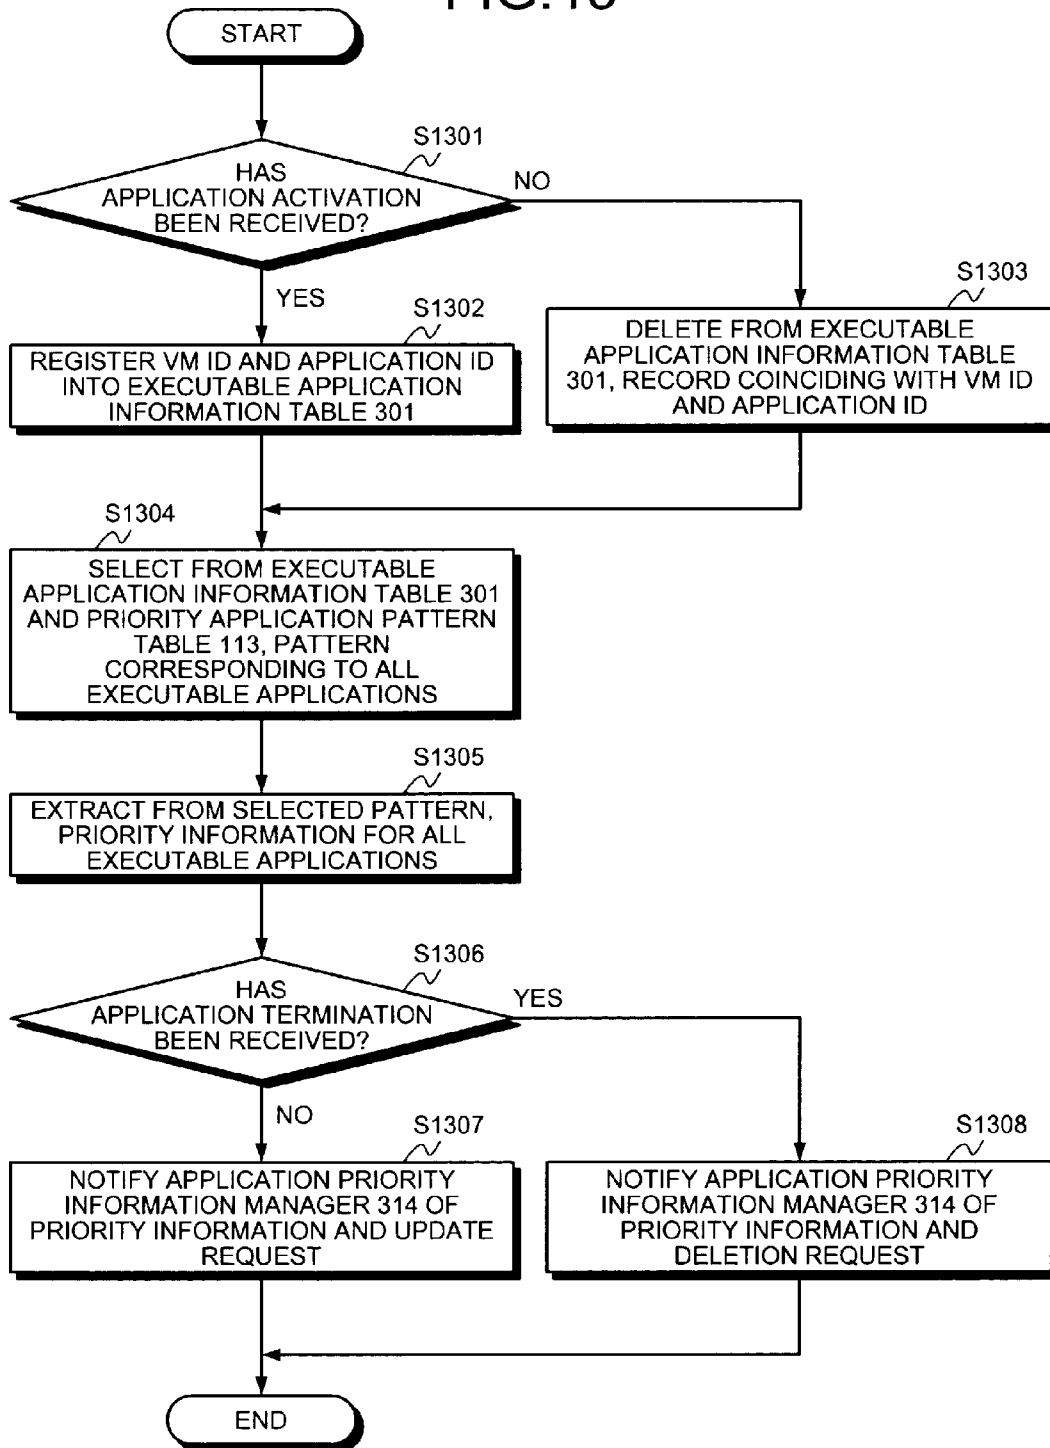 START
S1301
HAS
APPLICATION ACTIVATION
BEEN RECEIVED?
NO
YES
S1302
REGISTER VM ID AND APPLICATION ID
INTO EXECUTABLE APPLICATION
INFORMATION TABLE 301
S1303
DELETE FROM EXECUTABLE
APPLICATION INFORMATION TABLE
301, RECORD COINCIDING WITH VM ID
AND APPLICATION ID
S1304
SELECT FROM EXECUTABLE
APPLICATION INFORMATION TABLE 301
AND PRIORITY APPLICATION PATTERN
TABLE 113, PATTERN
CORRESPONDING TO ALL
EXECUTABLE APPLICATIONS
S1305
EXTRACT FROM SELECTED PATTERN,
PRIORITY INFORMATION FOR ALL
EXECUTABLE APPLICATIONS
S1306
HAS
APPLICATION TERMINATION
BEEN RECEIVED?
YES
NO
S1307
NOTIFY APPLICATION PRIORITY
INFORMATION MANAGER 314 OF
PRIORITY INFORMATION AND UPDATE
REQUEST
S1308
NOTIFY APPLICATION PRIORITY
INFORMATION MANAGER 314 OF
PRIORITY INFORMATION AND
DELETION REQUEST
END